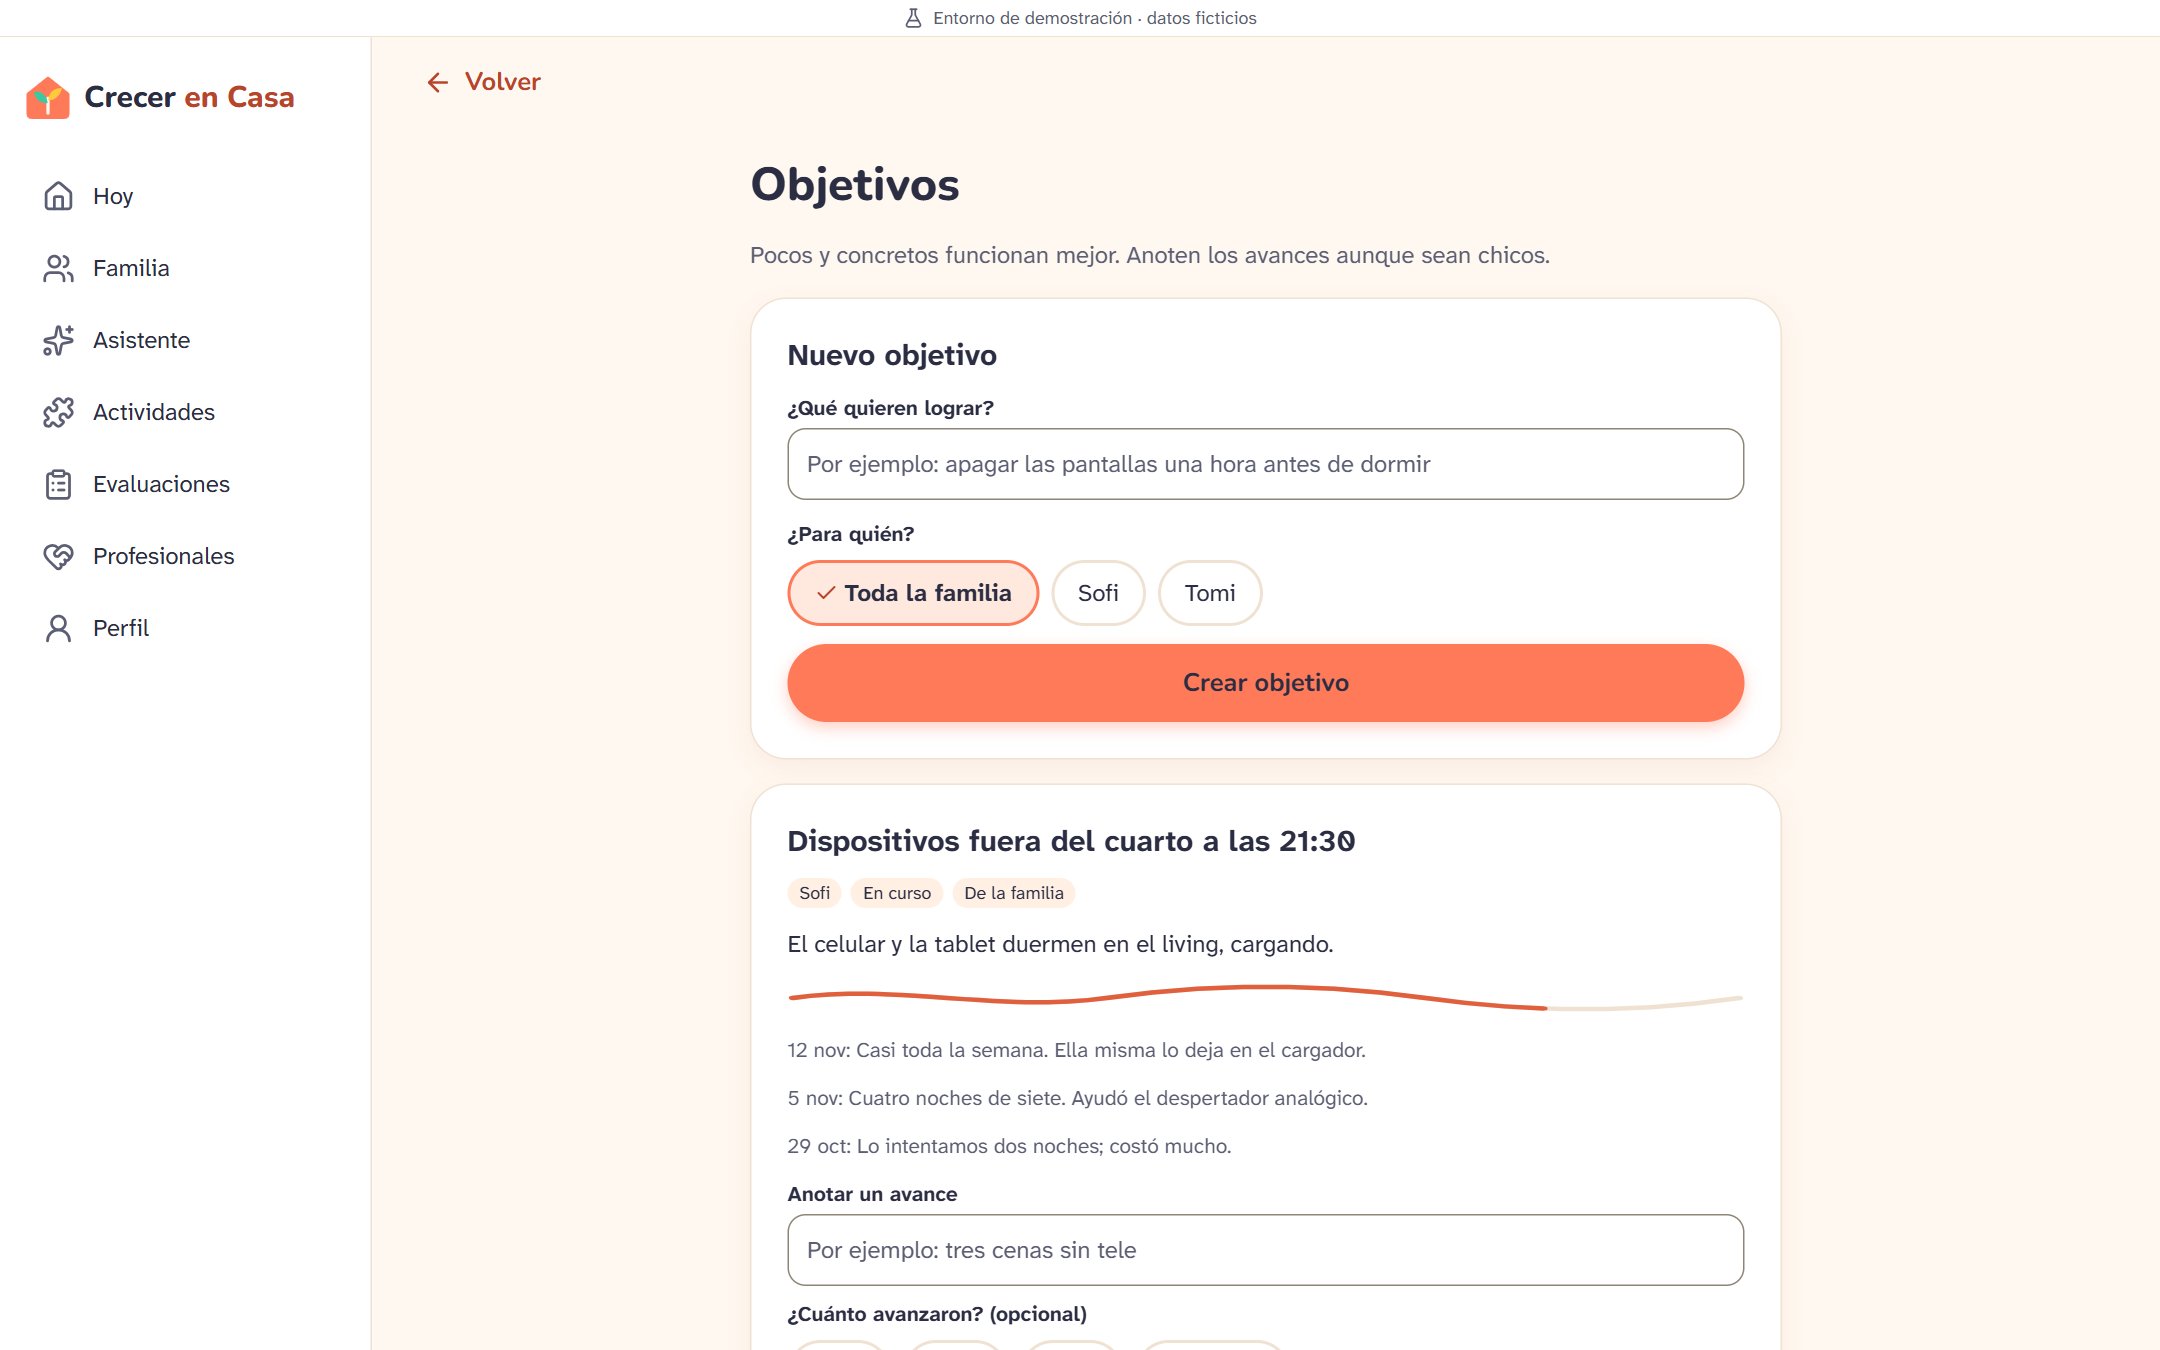 Entorno de demostración · datos ficticios
Crecer en Casa
Hoy
Familia
Asistente
Actividades
Evaluaciones
Profesionales
Perfil
Volver
Objetivos
Pocos y concretos funcionan mejor. Anoten los avances aunque sean chicos.
Nuevo objetivo
¿Qué quieren lograr?
Por ejemplo: apagar las pantallas una hora antes de dormir
¿Para quién?
Toda la familia Sofi Tomi
Crear objetivo
Dispositivos fuera del cuarto a las 21:30
Sofi En curso De la familia
El celular y la tablet duermen en el living, cargando.
12 nov: Casi toda la semana. Ella misma lo deja en el cargador.
5 nov: Cuatro noches de siete. Ayudó el despertador analógico.
29 oct: Lo intentamos dos noches; costó mucho.
Anotar un avance
Por ejemplo: tres cenas sin tele
¿Cuánto avanzaron? (opcional)